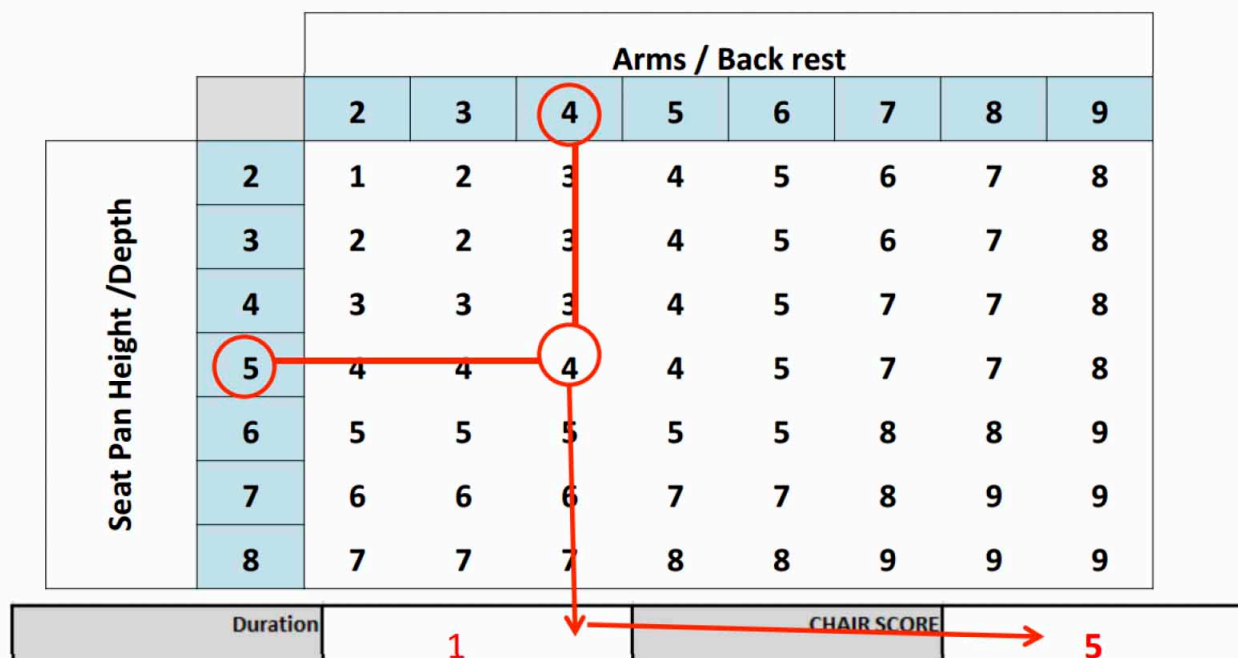 Arms / Back rest
2 3 4 5 6 7 8 9
Seat Pan Height /Depth
2 1 2 3 4 5 6 7 8
3 2 2 3 4 5 6 7 8
4 3 3 3 4 5 7 7 8
5 4 4 4 4 5 7 7 8
6 5 5 5 5 5 8 8 9
7 6 6 6 7 7 8 9 9
8 7 7 7 8 8 9 9 9
Duration 1 CHAIR SCORE 5